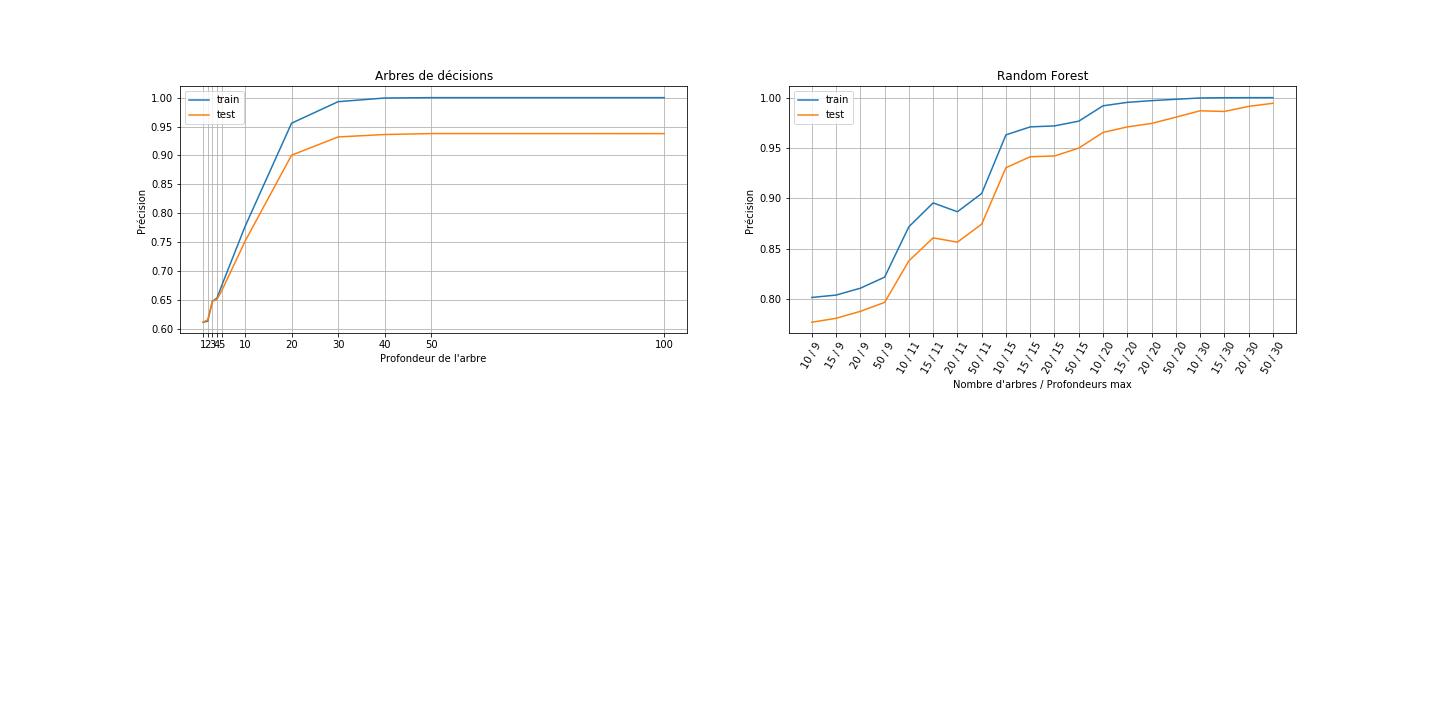 Arbres de décisions
train
test
Précision
1.00
0.95
0.90
0.85
0.80
0.75
0.70
0.65
0.60
1 2 3 4 5 10 20 30 40 50 100
Profondeur de l'arbre
Random Forest
train
test
Précision
1.00
0.95
0.90
0.85
0.80
10 / 9
15 / 9
20 / 9
50 / 9
10 / 11
15 / 11
20 / 11
50 / 11
10 / 15
15 / 15
20 / 15
50 / 15
10 / 20
15 / 20
20 / 20
50 / 20
10 / 30
15 / 30
20 / 30
50 / 30
Nombre d'arbres / Profondeurs max